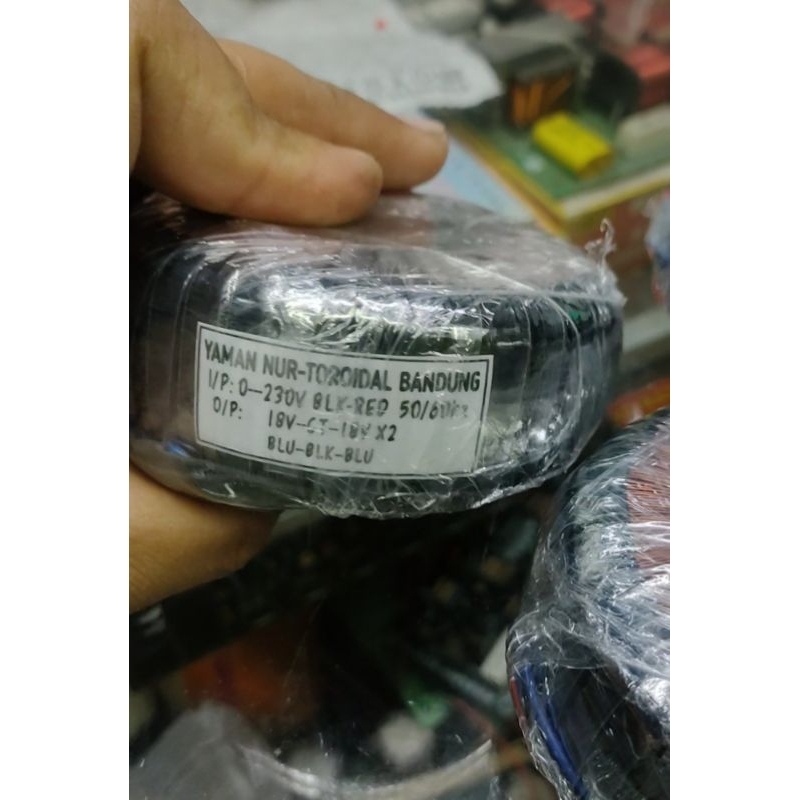 YAMAN NUR-TOROIDAL BANDUNG
I/P: 0-230V BLK-RED 50/60Hz
O/P: 18V-CT-18V X2
BLU-BLK-BLU